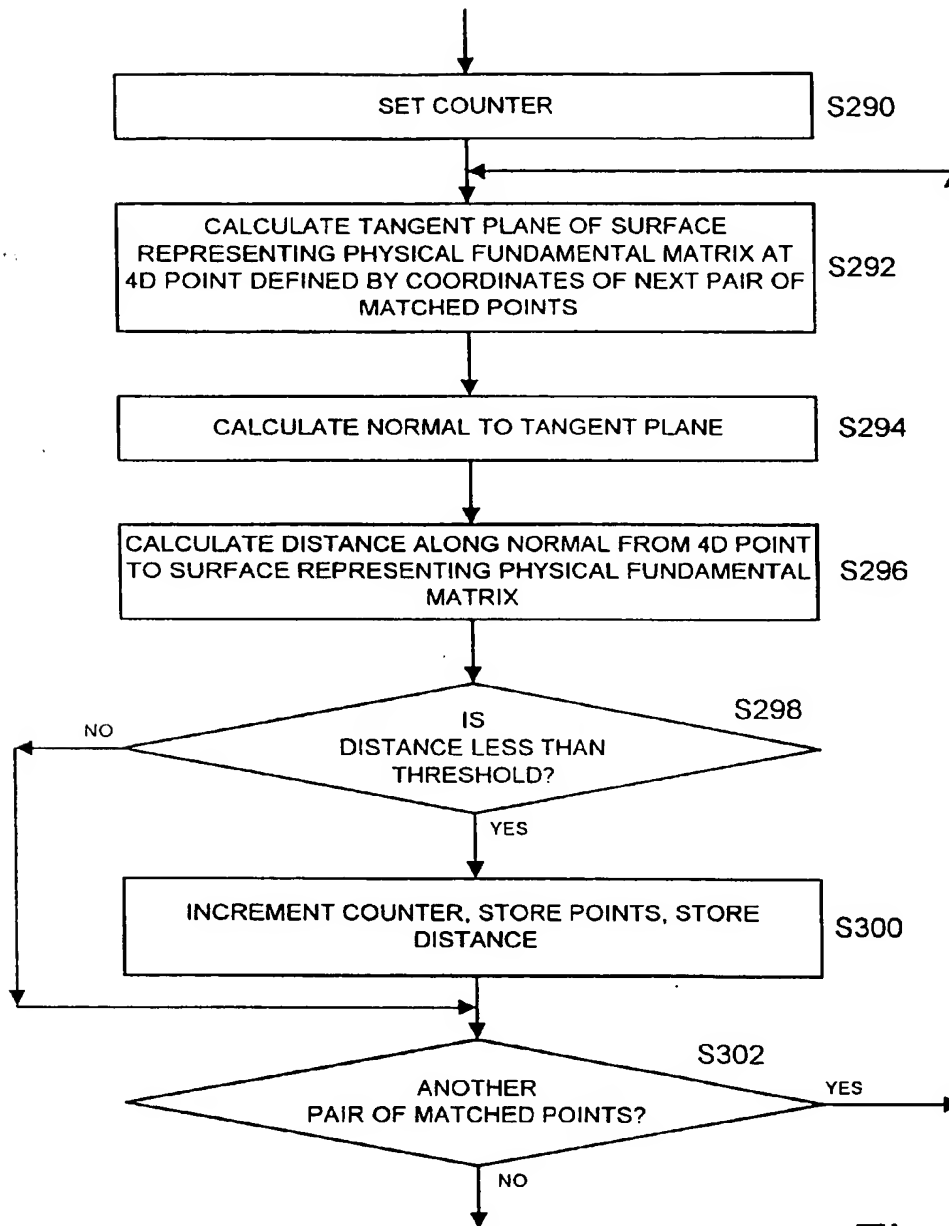 SET COUNTER
S290
CALCULATE TANGENT PLANE OF SURFACE
REPRESENTING PHYSICAL FUNDAMENTAL MATRIX AT
4D POINT DEFINED BY COORDINATES OF NEXT PAIR OF
MATCHED POINTS
S292
CALCULATE NORMAL TO TANGENT PLANE
S294
CALCULATE DISTANCE ALONG NORMAL FROM 4D POINT
TO SURFACE REPRESENTING PHYSICAL FUNDAMENTAL
MATRIX
S296
S298
NO
IS
DISTANCE LESS THAN
THRESHOLD?
YES
INCREMENT COUNTER, STORE POINTS, STORE
DISTANCE
S300
S302
ANOTHER
PAIR OF MATCHED POINTS?
YES
NO